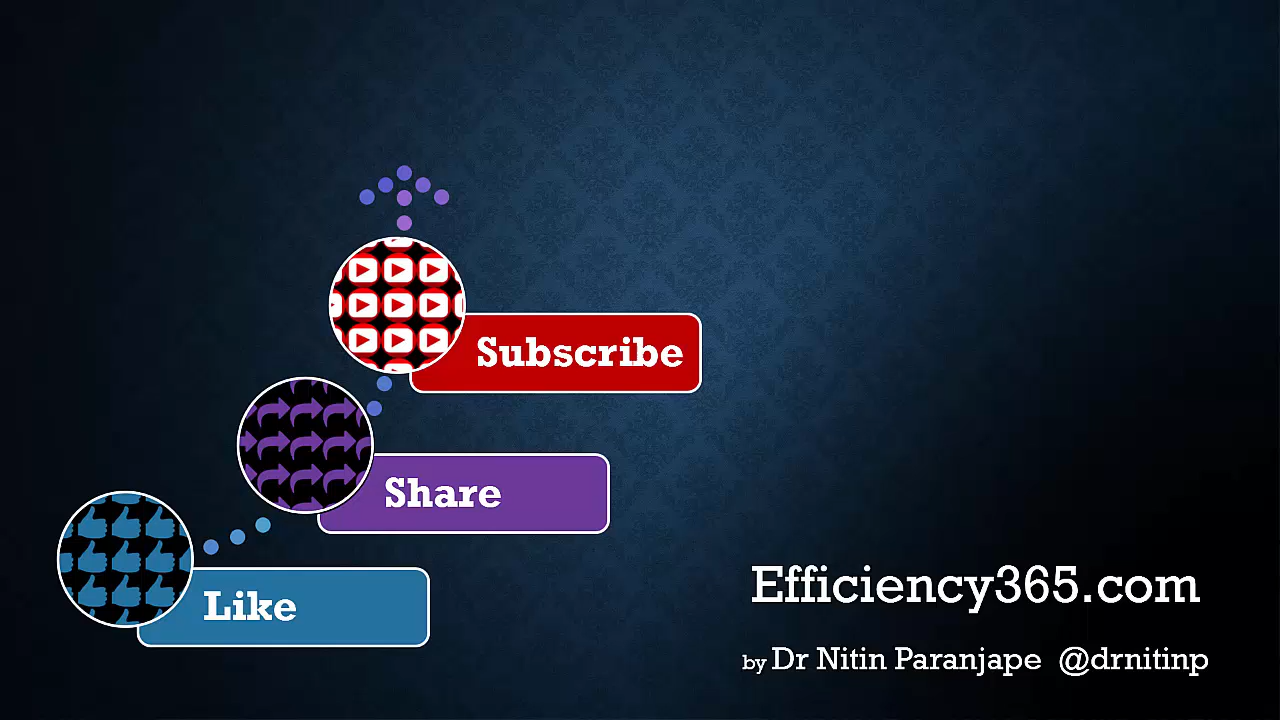 Subscribe
Share
Like
Efficiency365.com
by Dr Nitin Paranjape @drnitinp